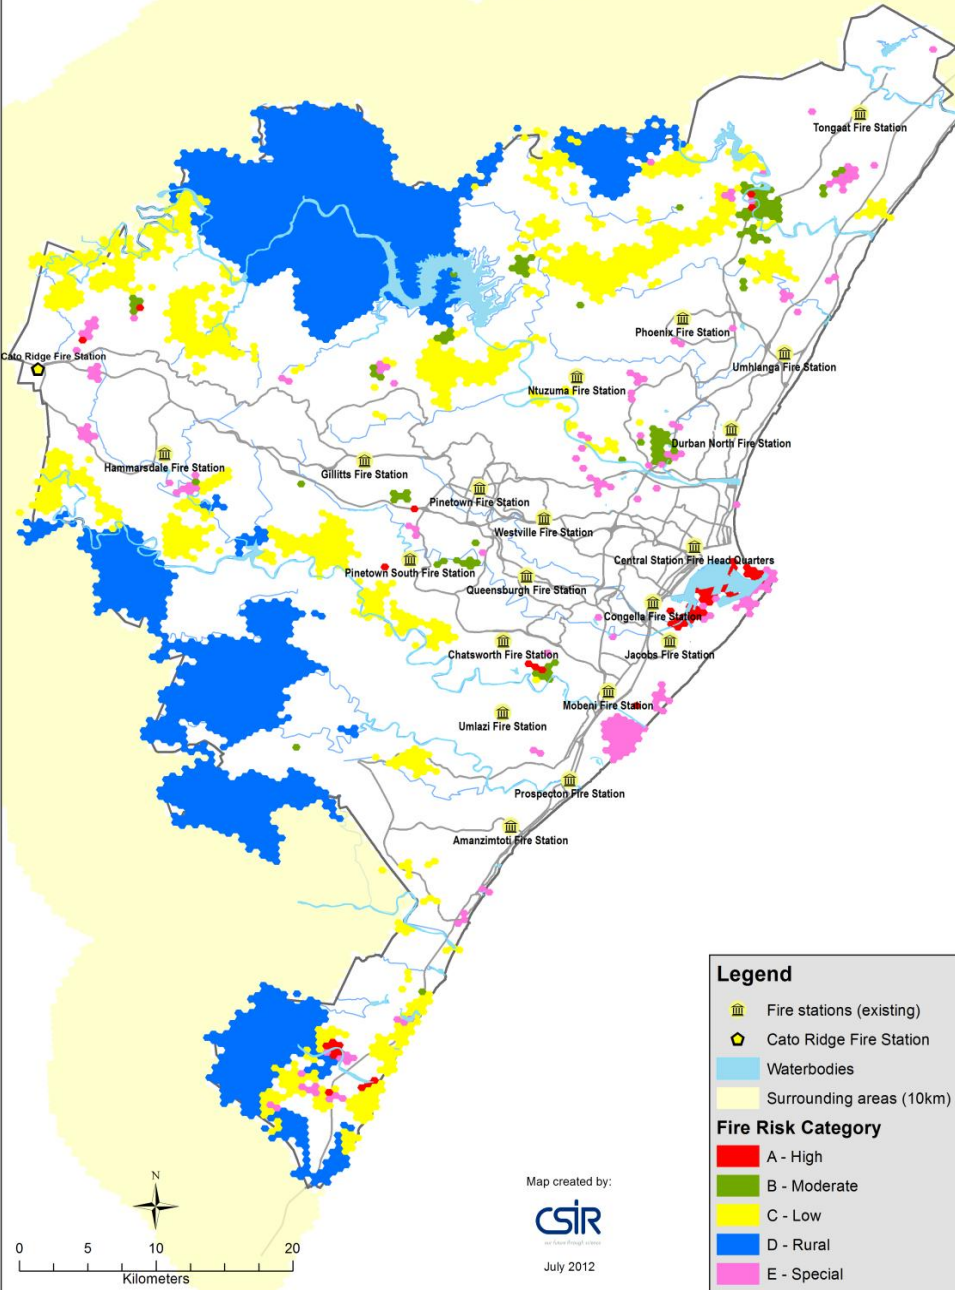 Tongaat Fire Station
Phoenix Fire Station
Umhlanga Fire Station
Cato Ridge Fire Station
Ntuzuma Fire Station
Durban North Fire Station
Hammarsdale Fire Station
Gillitts Fire Station
Pinetown Fire Station
Westville Fire Station
Central Station Fire Head Quarters
Pinetown South Fire Station
Queensburgh Fire Station
Congella Fire Station
Chatsworth Fire Station
Jacobs Fire Station
Mobeni Fire Station
Umlazi Fire Station
Prospecton Fire Station
Amanzimtoti Fire Station
Legend
Fire stations (existing)
Cato Ridge Fire Station
Waterbodies
Surrounding areas (10km)
Fire Risk Category
A - High
B - Moderate
C - Low
D - Rural
E - Special
N
0 5 10 20
Kilometers
Map created by:
CSIR
our future through science
July 2012